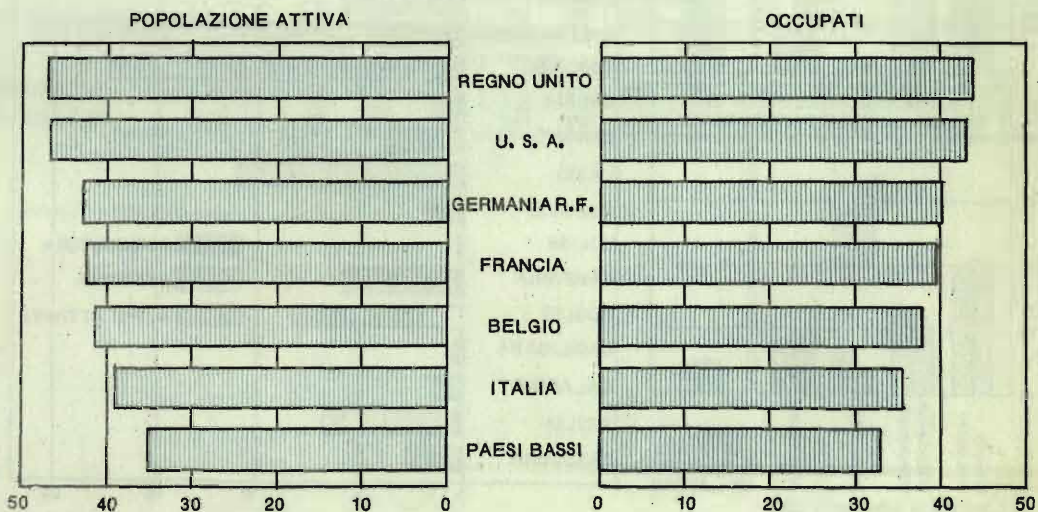 POPOLAZIONE ATTIVA OCCUPATI
REGNO UNITO
U. S. A.
GERMANIA R.F.
FRANCIA
BELGIO
ITALIA
PAESI BASSI
50 40 30 20 10 0 0 10 20 30 40 50